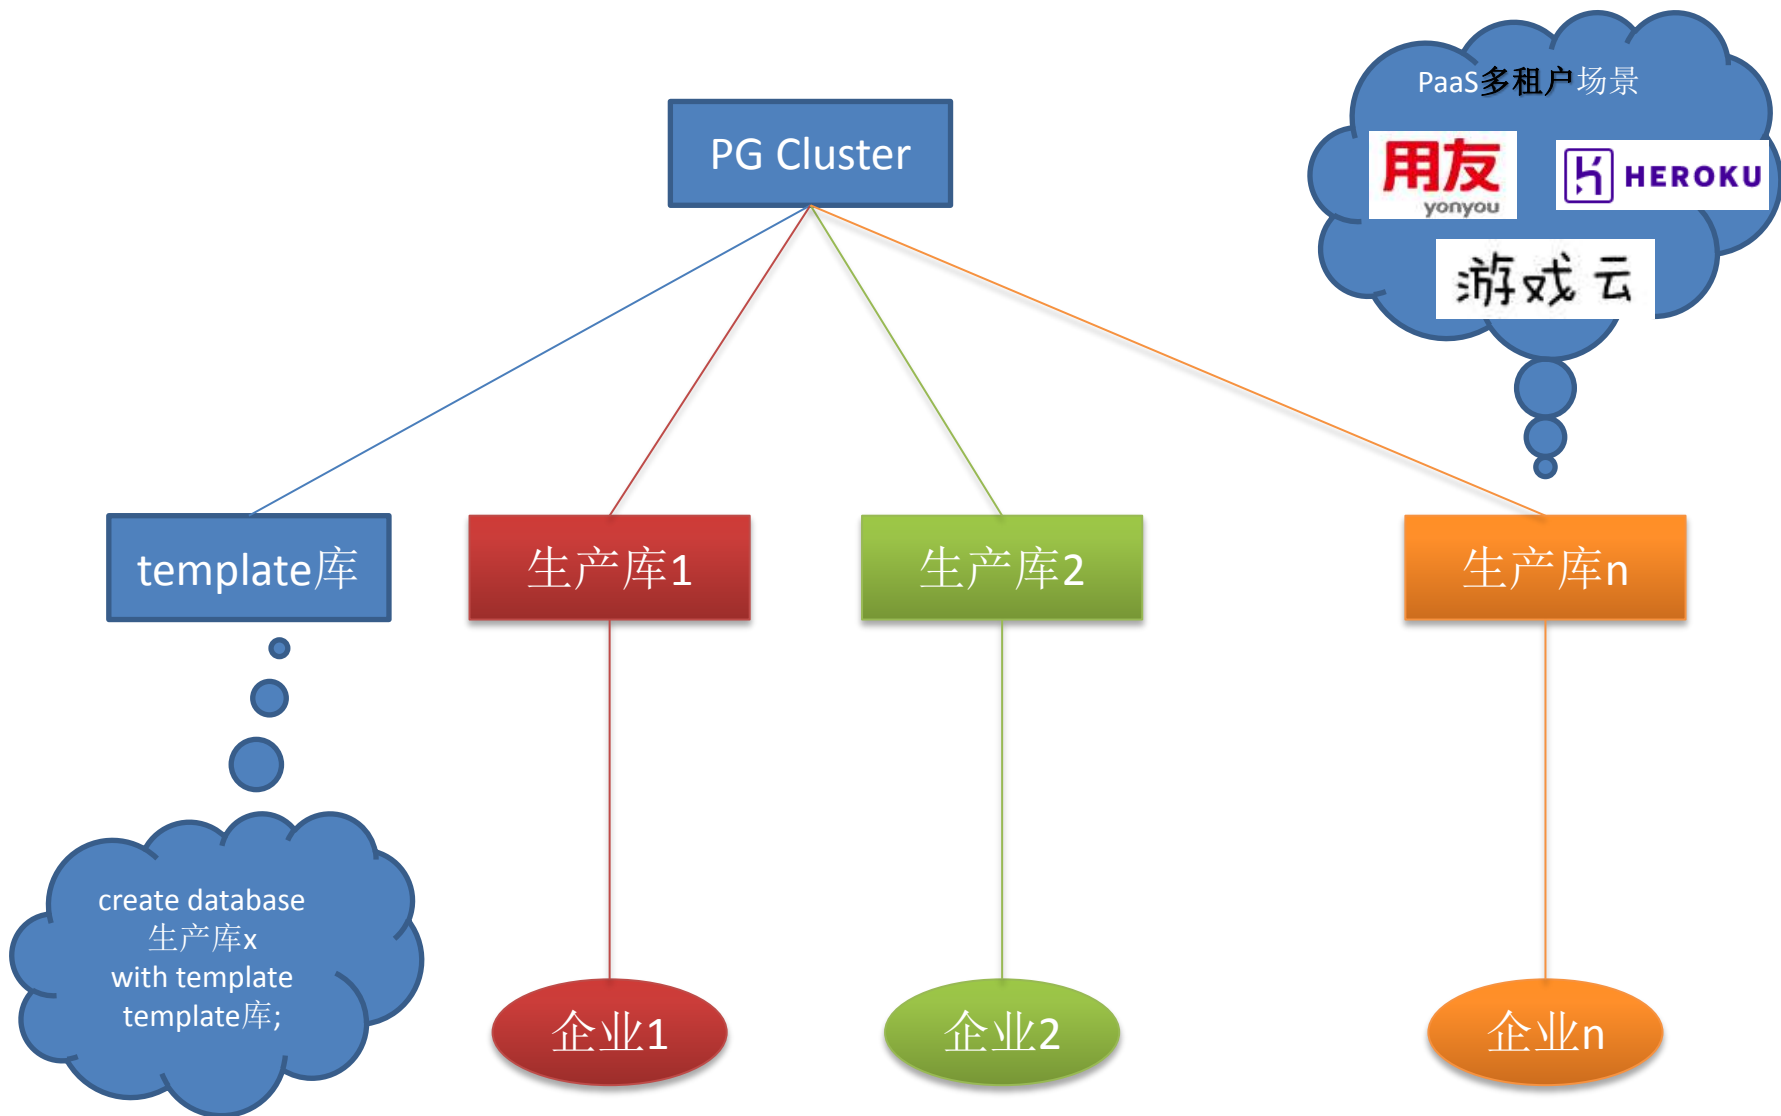 PG Cluster
PaaS多租户场景
用友
yonyou
HEROKU
游戏云
template库
生产库1
生产库2
生产库n
create database
生产库x
with template
template库;
企业1
企业2
企业n